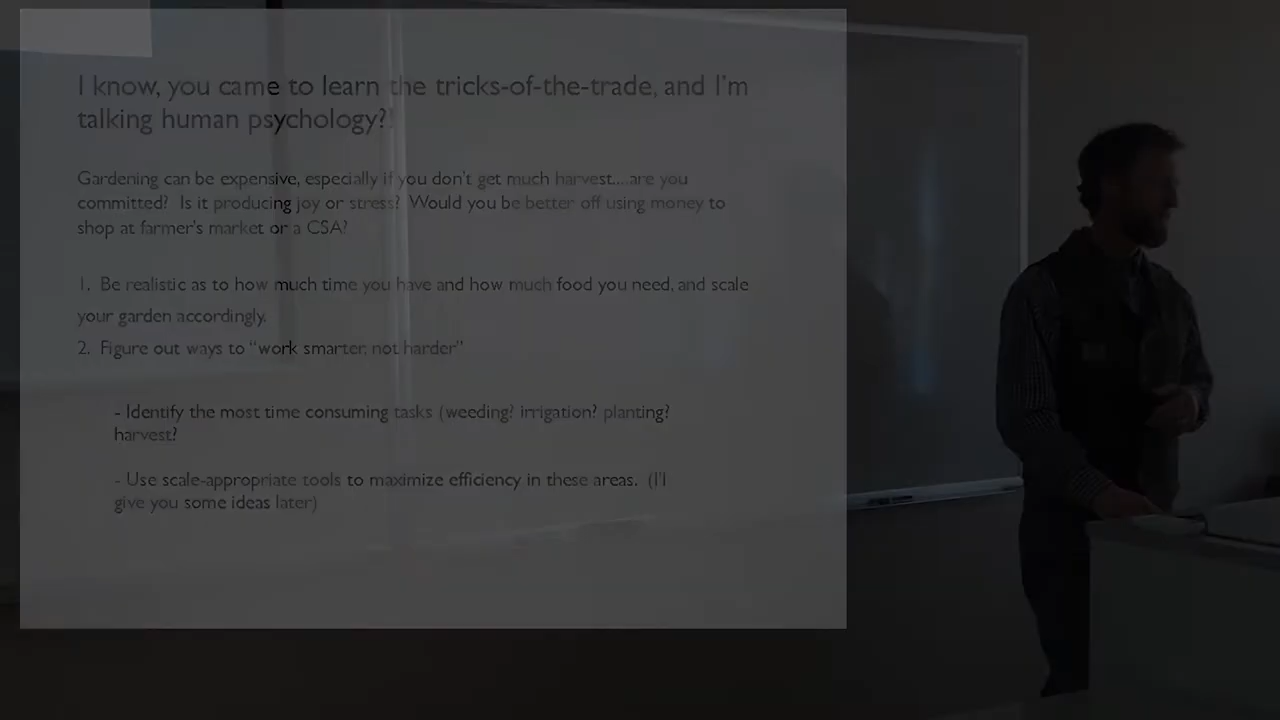 I know, you came to learn the tricks-of-the-trade, and I'm
talking human psychology?!
Gardening can be expensive, especially if you don't get much harvest....are you
committed? Is it producing joy or stress? Would you be better off using money to
shop at farmer's market or a CSA?
1. Be realistic as to how much time you have and how much food you need, and scale
your garden accordingly.
2. Figure out ways to "work smarter, not harder"
- Identify the most time consuming tasks (weeding? irrigation? planting?
harvest?
- Use scale-appropriate tools to maximize efficiency in these areas. (I'll
give you some ideas later)